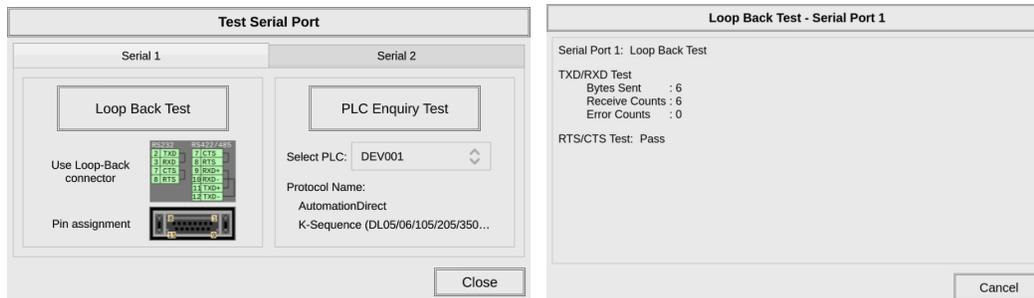 Test Serial Port
Serial 1
Serial 2
Loop Back Test
Use Loop-Back
connector
RS232 RS422/485
2 TXD
3 RXD
7 CTS
8 RTS
7 CTS
8 RTS
9 RXD+
10 RXD-
11 TXD+
12 TXD-
Pin assignment
8 1
15 9
PLC Enquiry Test
Select PLC: DEV001
Protocol Name:
AutomationDirect
K-Sequence (DL05/06/105/205/350...
Close
Loop Back Test - Serial Port 1
Serial Port 1: Loop Back Test
TXD/RXD Test
Bytes Sent : 6
Receive Counts : 6
Error Counts : 0
RTS/CTS Test: Pass
Cancel